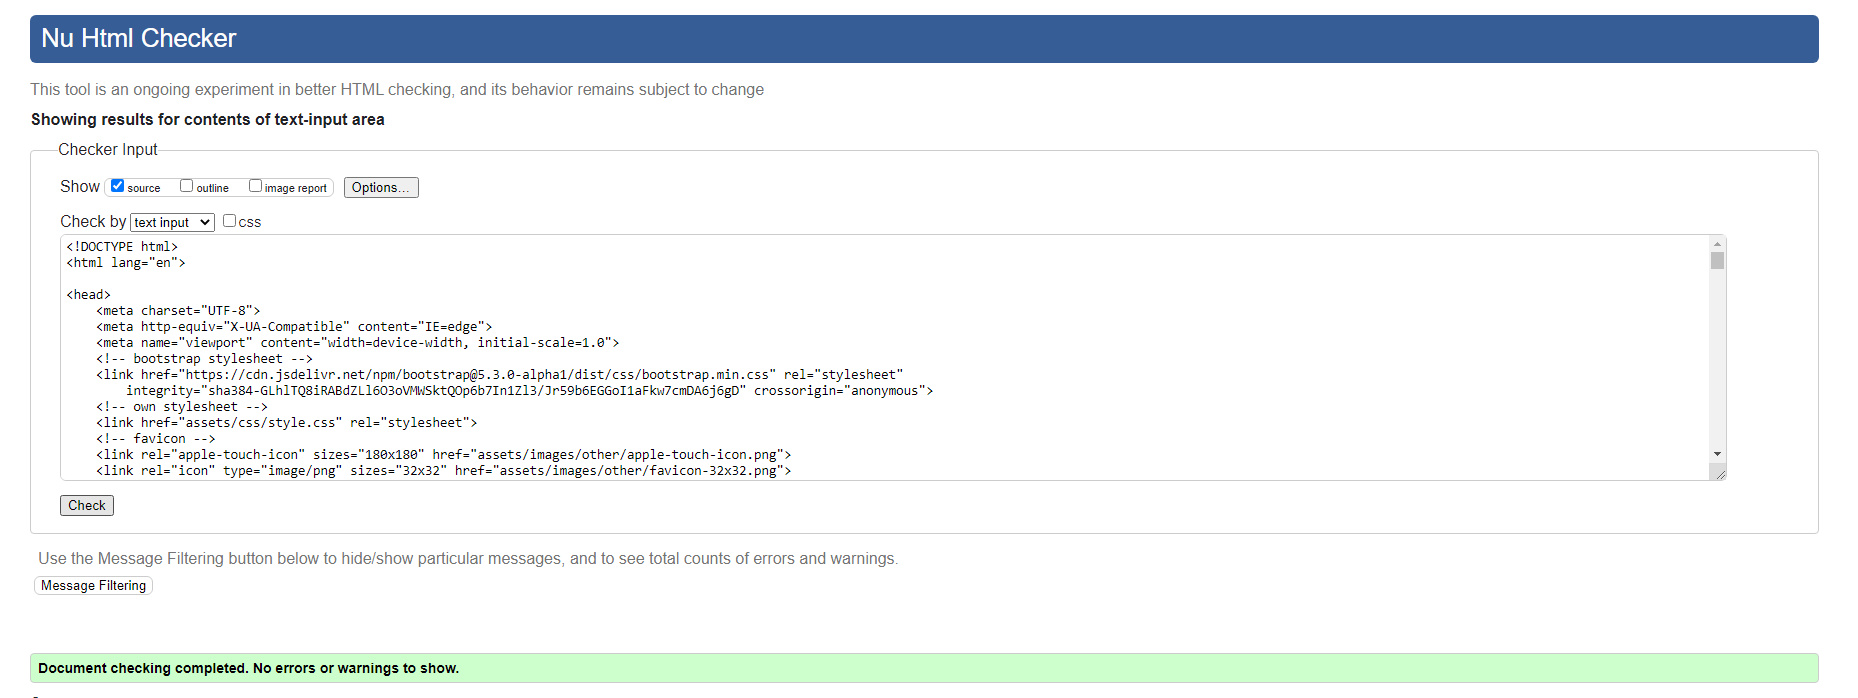 Nu Html Checker
This tool is an ongoing experiment in better HTML checking, and its behavior remains subject to change
Showing results for contents of text-input area
Checker Input
Show source outline image report Options...
Check by text input css
<!DOCTYPE html>
<html lang="en">
<head>
<meta charset="UTF-8">
<meta http-equiv="X-UA-Compatible" content="IE=edge">
<meta name="viewport" content="width=device-width, initial-scale=1.0">
<!-- bootstrap stylesheet -->
<link href="https://cdn.jsdelivr.net/npm/bootstrap@5.3.0-alpha1/dist/css/bootstrap.min.css" rel="stylesheet"
integrity="sha384-GLhlTQ8iRABdZLl6O3oVMWSktQOp6b7In1Zl3/Jr59b6EGGoI1aFkw7cmDA6j6gD" crossorigin="anonymous">
<!-- own stylesheet -->
<link href="assets/css/style.css" rel="stylesheet">
<!-- favicon -->
<link rel="apple-touch-icon" sizes="180x180" href="assets/images/other/apple-touch-icon.png">
<link rel="icon" type="image/png" sizes="32x32" href="assets/images/other/favicon-32x32.png">
Check
Use the Message Filtering button below to hide/show particular messages, and to see total counts of errors and warnings.
Message Filtering
Document checking completed. No errors or warnings to show.